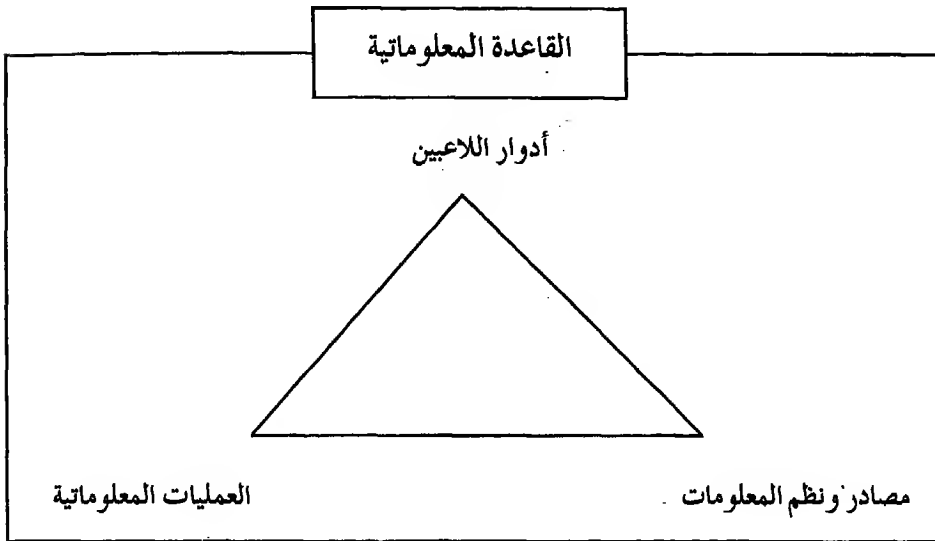 القاعدة المعلوماتية
أدوار اللاعبين
مصادر ونظم المعلومات
العمليات المعلوماتية